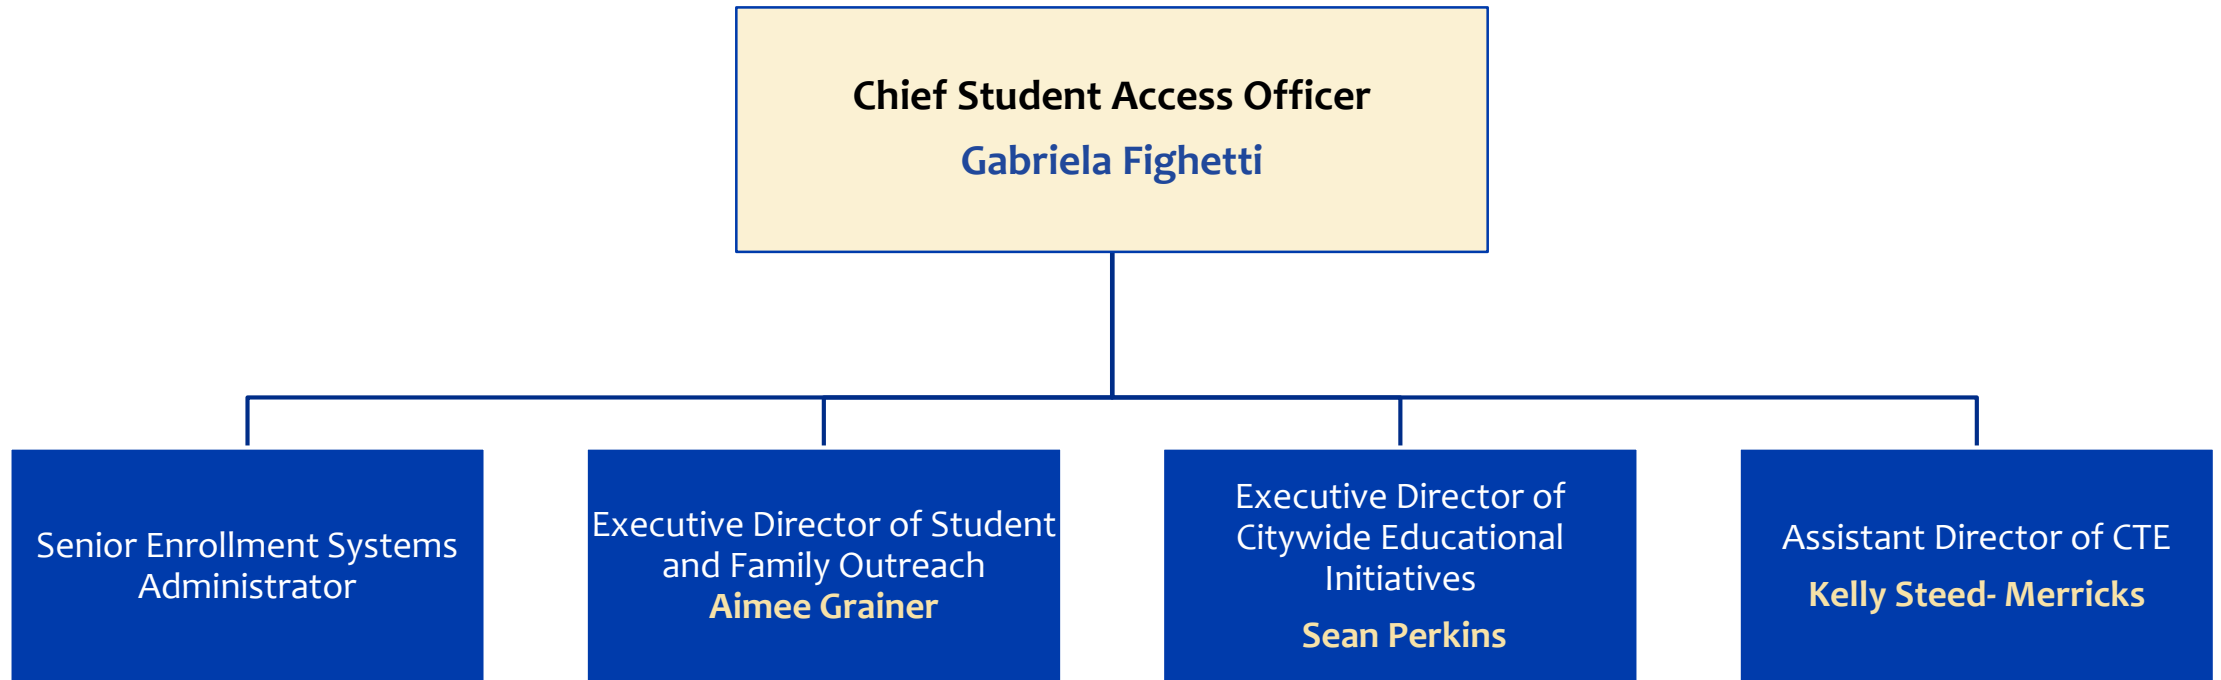 Chief Student Access Officer
Gabriela Fighetti
Senior Enrollment Systems
Administrator
Executive Director of Student
and Family Outreach
Aimee Grainer
Executive Director of
Citywide Educational
Initiatives
Sean Perkins
Assistant Director of CTE
Kelly Steed- Merricks